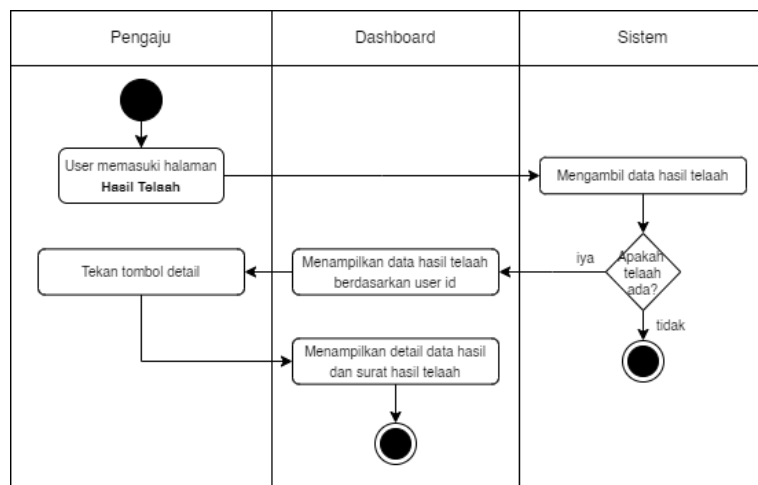 Pengaju
Dashboard
Sistem
User memasuki halaman
Hasil Telaah
Mengambil data hasil telaah
Apakah
telaah
ada?
iya
tidak
Menampilkan data hasil telaah
berdasarkan user id
Tekan tombol detail
Menampilkan detail data hasil
dan surat hasil telaah